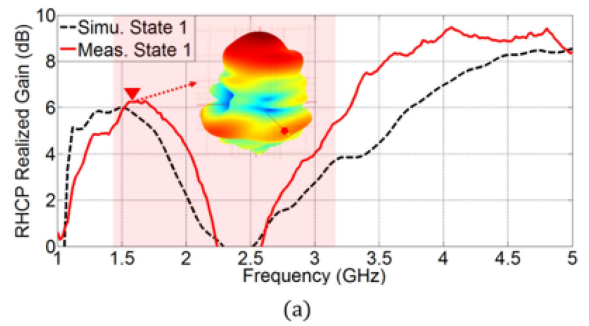 10
8
6
4
2
0
RHCP Realized Gain (dB)
Simu. State 1
Meas. State 1
1 1.5 2 2.5 3 3.5 4 4.5 5
Frequency (GHz)
(a)